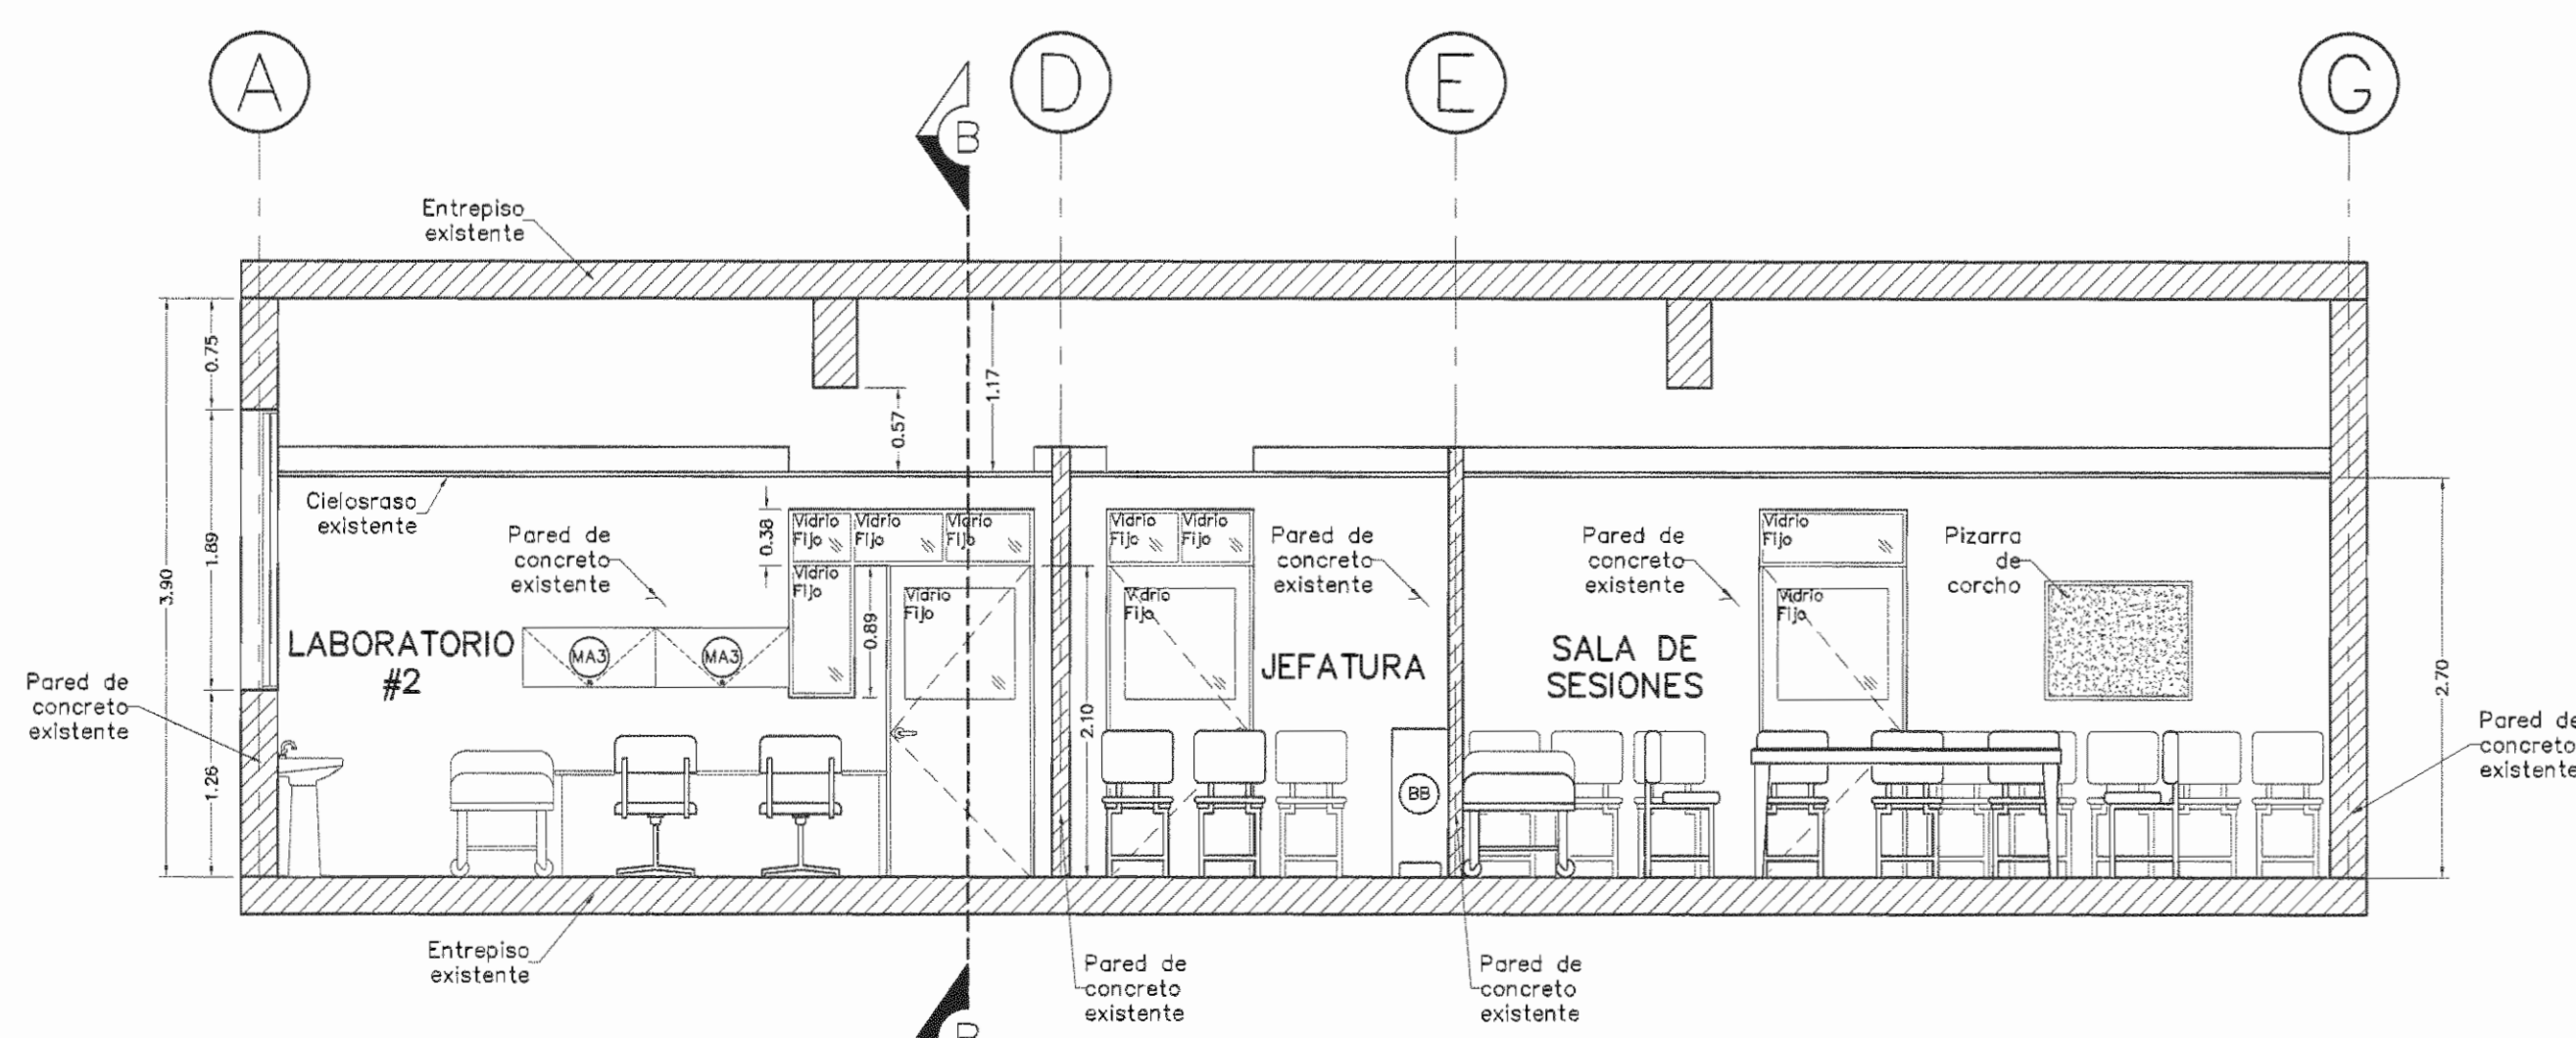 A
D
E
G
B
Entrepiso
existente
0.75
1.17
0.57
3.90
1.89
1.26
Cielosraso
existente
Pared de
concreto
existente
0.38
Vidrio
Fijo
Vidrio
Fijo
Vidrio
Fijo
Vidrio
Fijo
0.89
Vidrio
Fijo
LABORATORIO
#2
MA3
MA3
Pared de
concreto
existente
2.10
Vidrio
Fijo
Vidrio
Fijo
Vidrio
Fijo
Pared de
concreto
existente
JEFATURA
BB
Pared de
concreto
existente
SALA DE
SESIONES
Vidrio
Fijo
Vidrio
Fijo
Pizarra
de
corcho
2.70
Pared de
concreto
existente
Entrepiso
existente
Pared de
concreto
existente
Pared de
concreto
existente